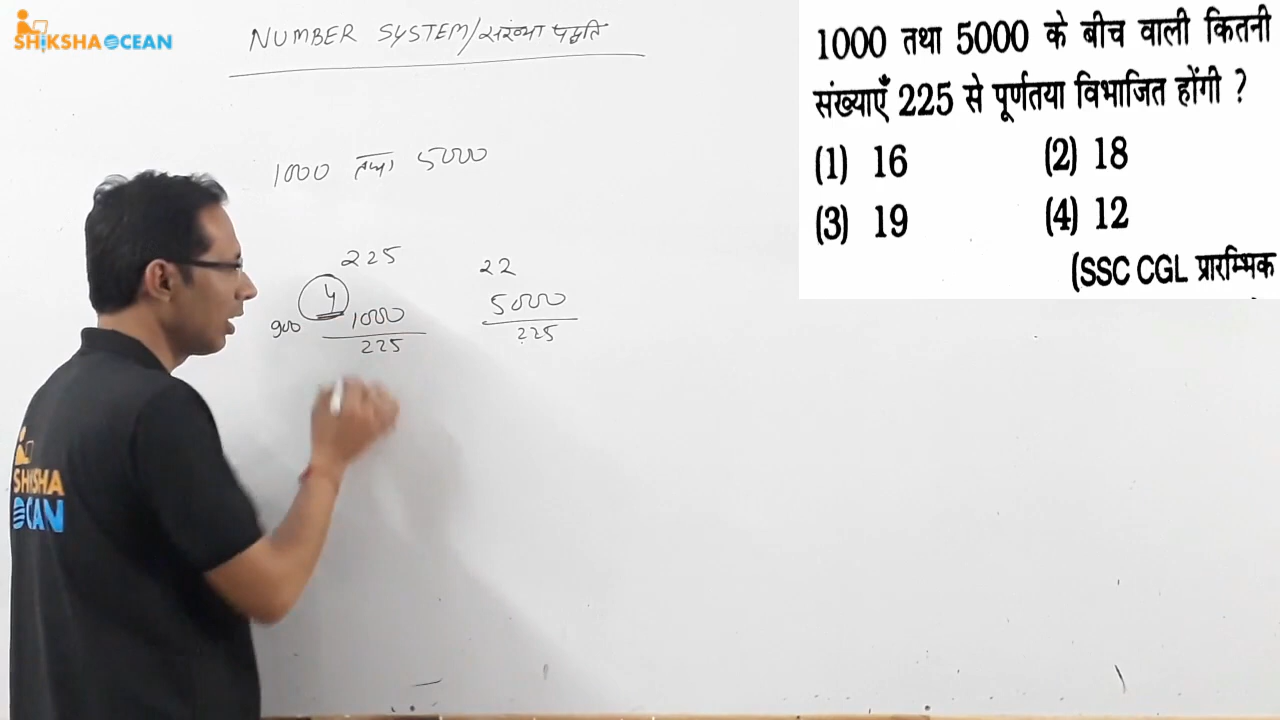 SHIKSHA OCEAN
NUMBER SYSTEM/संख्या पद्धति
1000 तथा 5000
225
4
900
1000
225
22
5000
225
SHIKSHA
OCAN
1000 तथा 5000 के बीच वाली कितनी
संख्याएँ 225 से पूर्णतया विभाजित होंगी ?
(1) 16 (2) 18
(3) 19 (4) 12
(SSC CGL प्रारम्भिक